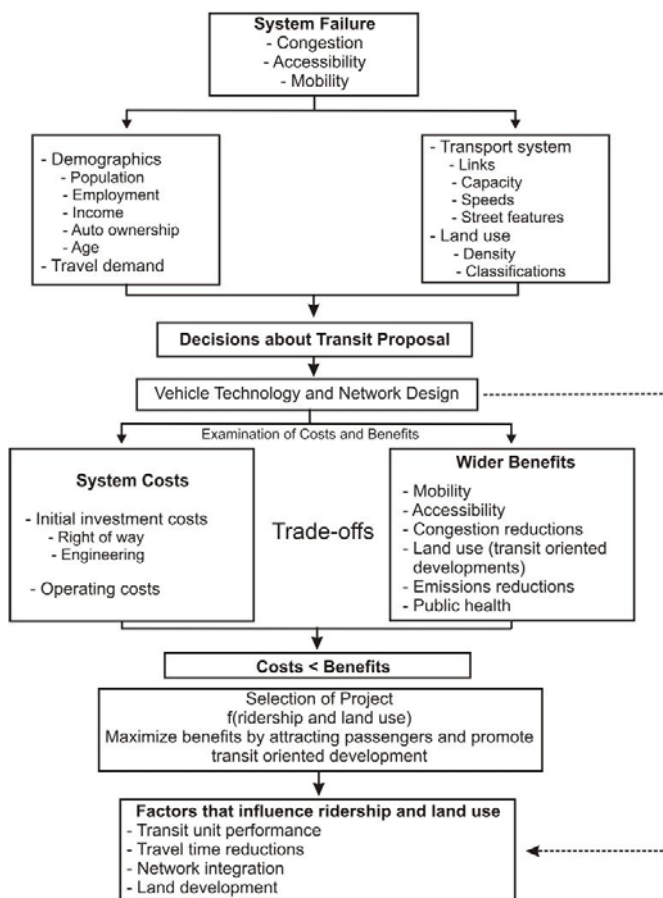 System Failure
- Congestion
- Accessibility
- Mobility
- Demographics
- Population
- Employment
- Income
- Auto ownership
- Age
- Travel demand
- Transport system
- Links
- Capacity
- Speeds
- Street features
- Land use
- Density
- Classifications
Decisions about Transit Proposal
Vehicle Technology and Network Design
Examination of Costs and Benefits
System Costs
- Initial investment costs
- Right of way
- Engineering
- Operating costs
Trade-offs
Wider Benefits
- Mobility
- Accessibility
- Congestion reductions
- Land use (transit oriented
developments)
- Emissions reductions
- Public health
Costs < Benefits
Selection of Project
f(ridership and land use)
Maximize benefits by attracting passengers and promote
transit oriented development
Factors that influence ridership and land use
- Transit unit performance
- Travel time reductions
- Network integration
- Land development